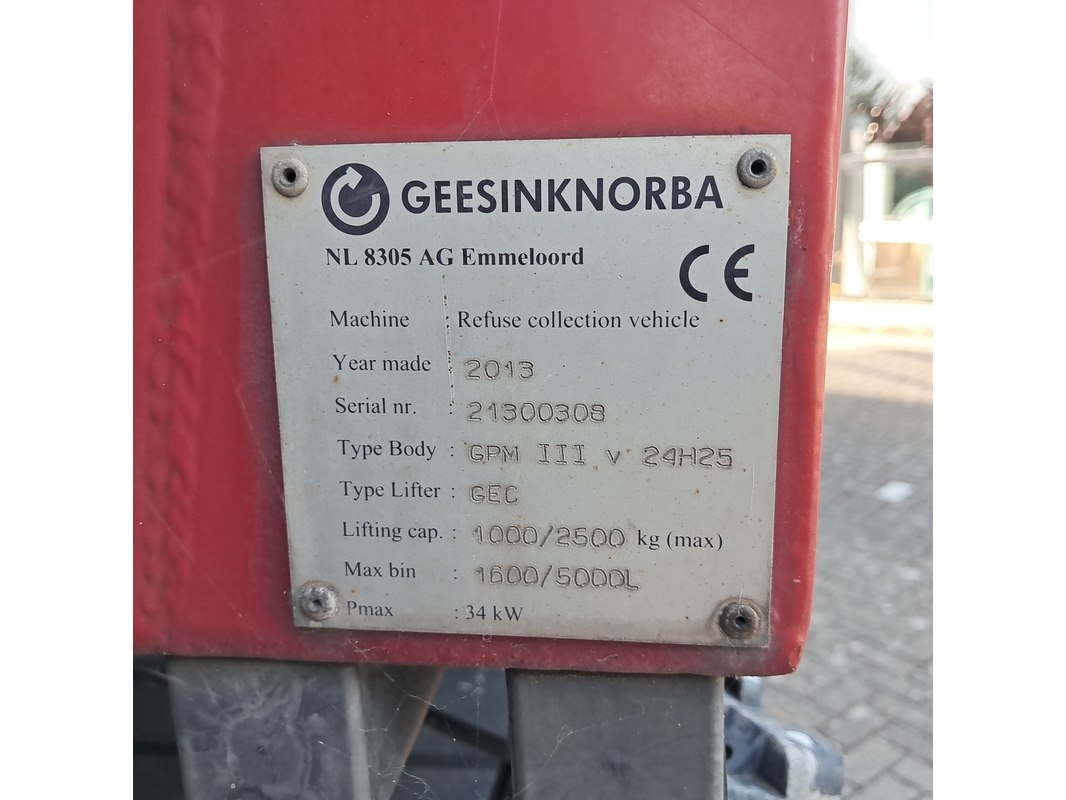 GEESINKNORBA
NL 8305 AG Emmeloord
CE
Machine : Refuse collection vehicle
Year made : 2013
Serial nr. : 21300308
Type Body : GPM III v 24H25
Type Lifter : GEC
Lifting cap. : 1000/2500 kg (max)
Max bin : 1600/5000L
Pmax : 34 kW